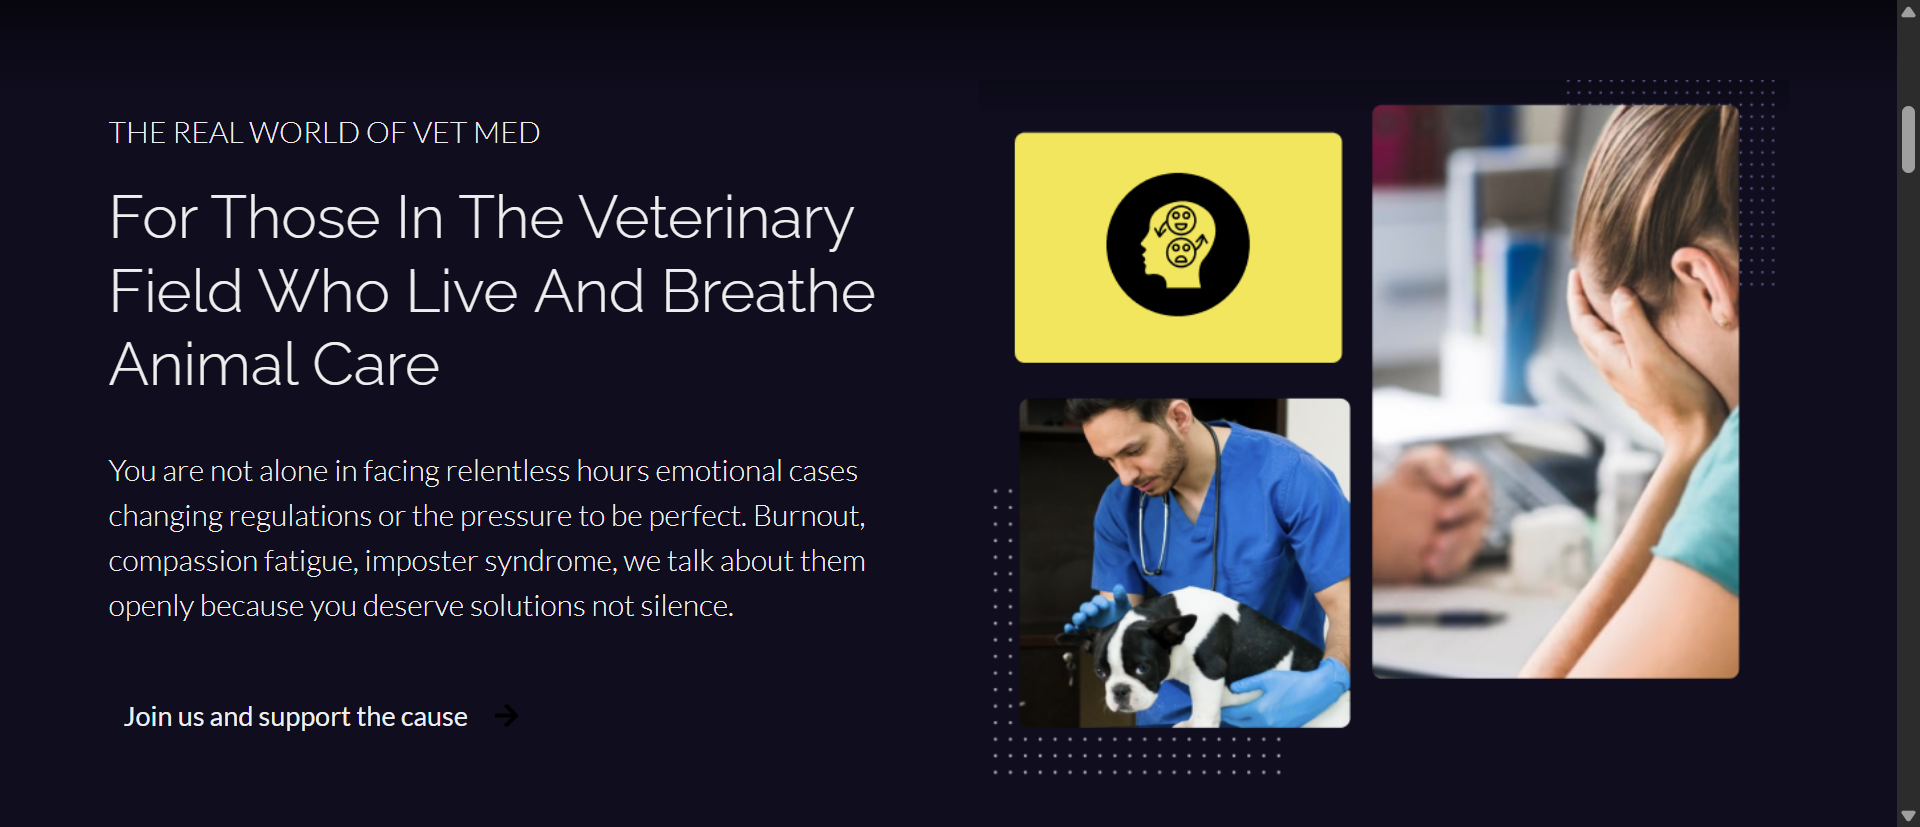 THE REAL WORLD OF VET MED
For Those In The Veterinary
Field Who Live And Breathe
Animal Care
You are not alone in facing relentless hours emotional cases
changing regulations or the pressure to be perfect. Burnout,
compassion fatigue, imposter syndrome, we talk about them
openly because you deserve solutions not silence.
Join us and support the cause